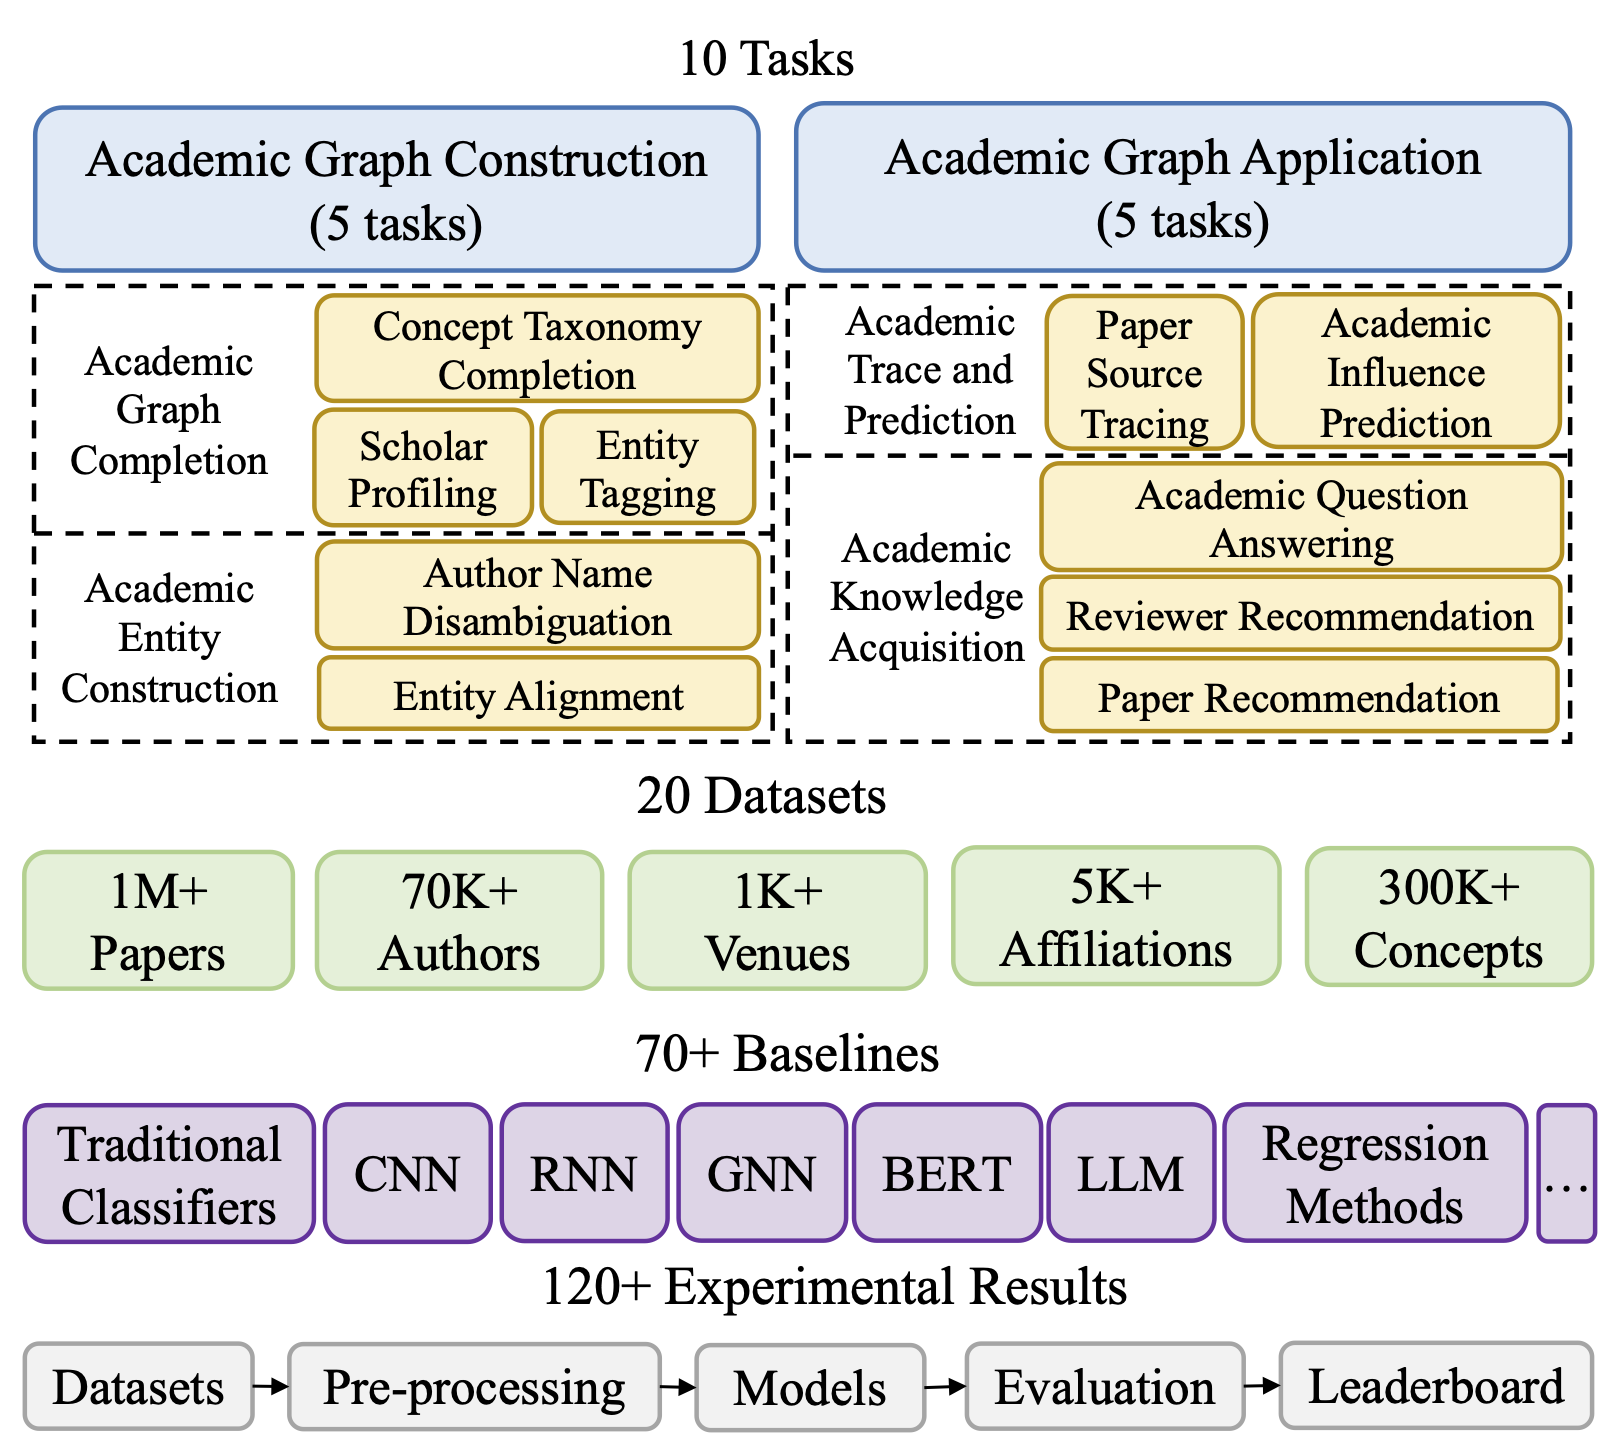 10 Tasks
Academic Graph Construction
(5 tasks)
Academic Graph Application
(5 tasks)
Academic
Graph
Completion
Concept Taxonomy
Completion
Scholar
Profiling
Entity
Tagging
Academic
Entity
Construction
Author Name
Disambiguation
Entity Alignment
Academic
Trace and
Prediction
Paper
Source
Tracing
Academic
Influence
Prediction
Academic
Knowledge
Acquisition
Academic Question
Answering
Reviewer Recommendation
Paper Recommendation
20 Datasets
1M+
Papers
70K+
Authors
1K+
Venues
5K+
Affiliations
300K+
Concepts
70+ Baselines
Traditional
Classifiers
CNN
RNN
GNN
BERT
LLM
Regression
Methods
...
120+ Experimental Results
Datasets
Pre-processing
Models
Evaluation
Leaderboard